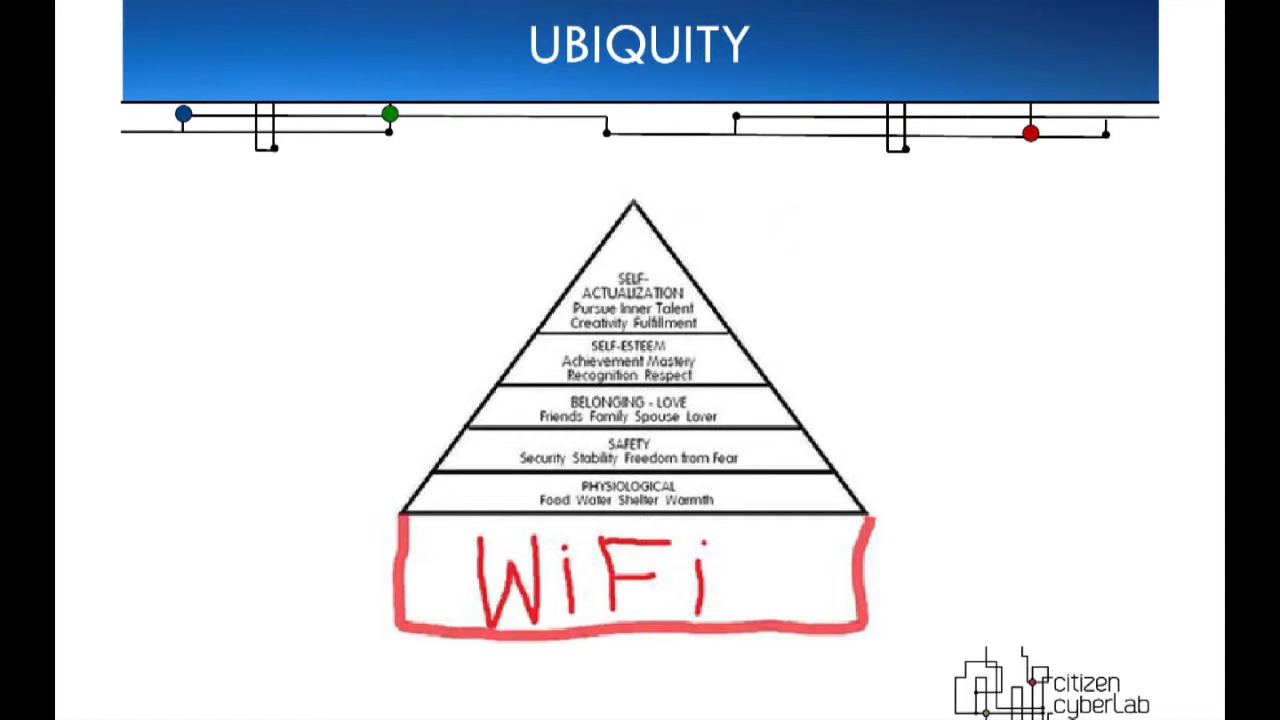 UBIQUITY
SELF-
ACTUALIZATION
Pursue Inner Talent
Creativity Fulfillment
SELF-ESTEEM
Achievement Mastery
Recognition Respect
BELONGING - LOVE
Friends Family Spouse Lover
SAFETY
Security Stability Freedom from Fear
PHYSIOLOGICAL
Food Water Shelter Warmth
WiFi
citizen
cyberLab